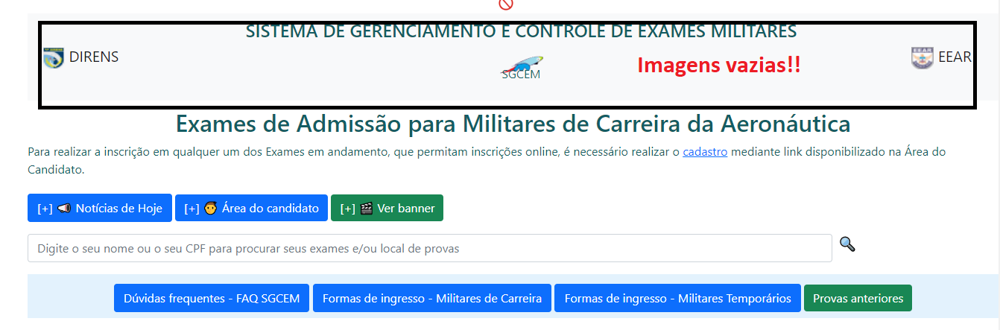 SISTEMA DE GERENCIAMENTO E CONTROLE DE EXAMES MILITARES
DIRENS
SGCEM
Imagens vazias!!
EEAR
Exames de Admissão para Militares de Carreira da Aeronáutica
Para realizar a inscrição em qualquer um dos Exames em andamento, que permitam inscrições online, é necessário realizar o cadastro mediante link disponibilizado na Área do
Candidato.
[+] Notícias de Hoje [+] Área do candidato [+] Ver banner
Digite o seu nome ou o seu CPF para procurar seus exames e/ou local de provas
Dúvidas frequentes - FAQ SGCEM Formas de ingresso - Militares de Carreira Formas de ingresso - Militares Temporários Provas anteriores